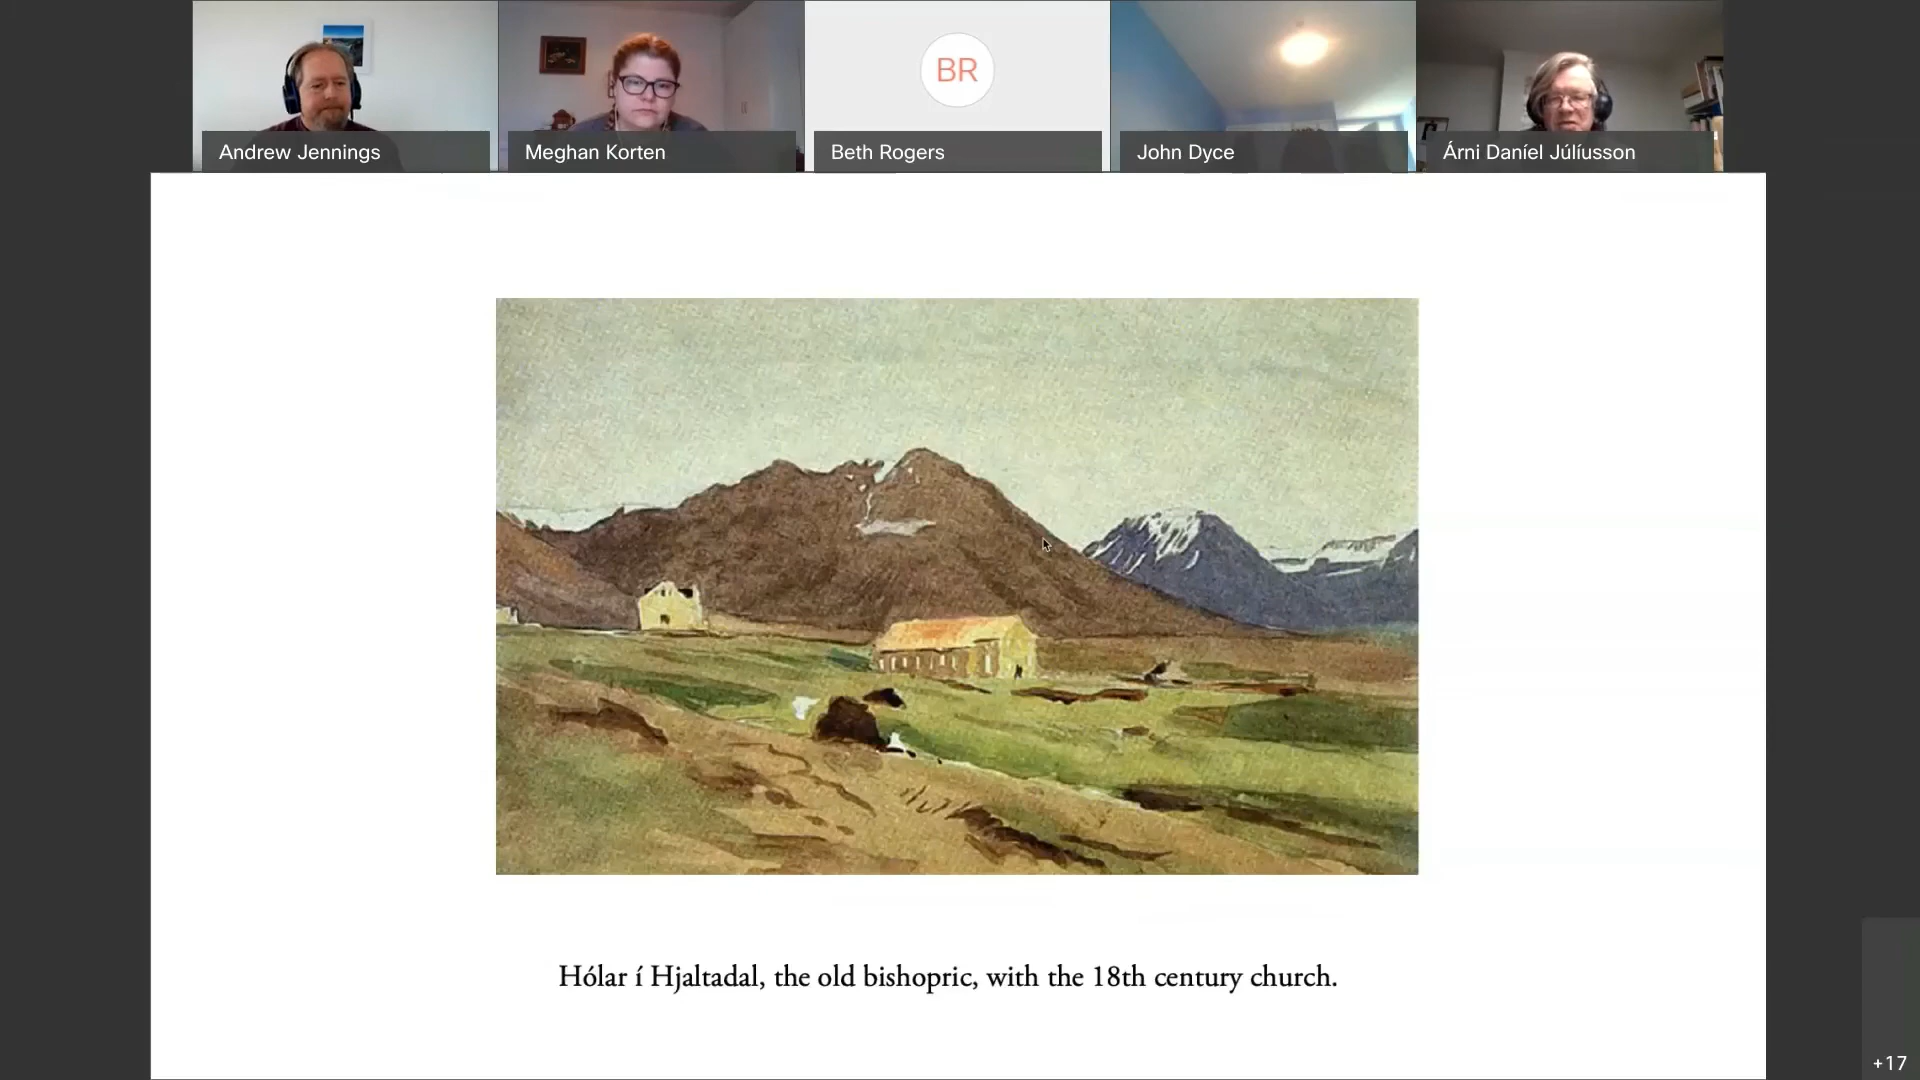 BR
Andrew Jennings
Meghan Korten
Beth Rogers
John Dyce
Árni Daníel Júlíusson
Hólar í Hjaltadal, the old bishopric, with the 18th century church.
+17